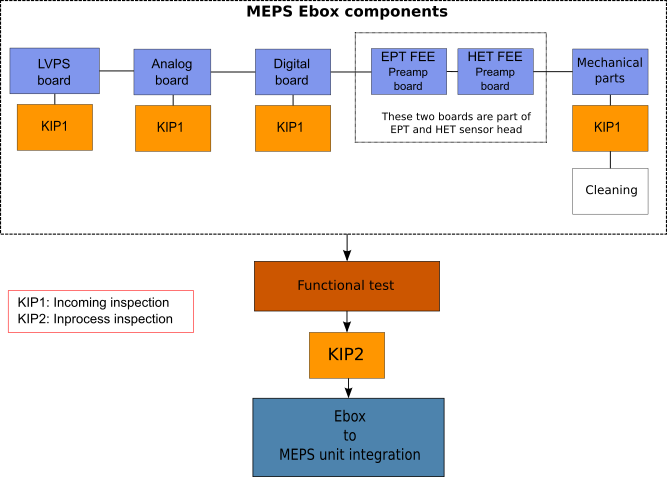 MEPS Ebox components
LVPS
board
Analog
board
Digital
board
EPT FEE
Preamp
board
HET FEE
Preamp
board
Mechanical
parts
KIP1
KIP1
KIP1
These two boards are part of
EPT and HET sensor head
KIP1
Cleaning
Functional test
KIP1: Incoming inspection
KIP2: Inprocess inspection
KIP2
Ebox
to
MEPS unit integration